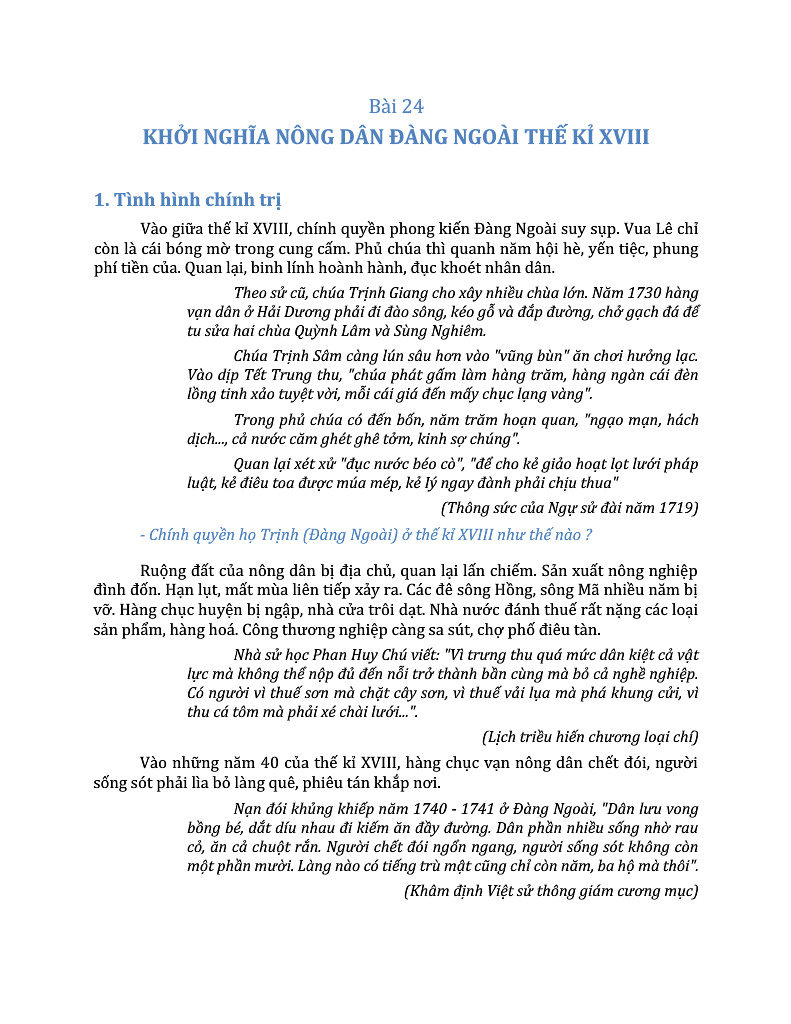 Bài 24
KHỞI NGHĨA NÔNG DÂN ĐÀNG NGOÀI THẾ KỈ XVIII
1. Tình hình chính trị
Vào giữa thế kỉ XVIII, chính quyền phong kiến Đàng Ngoài suy sụp. Vua Lê chỉ
còn là cái bóng mờ trong cung cấm. Phủ chúa thì quanh năm hội hè, yến tiệc, phung
phí tiền của. Quan lại, binh lính hoành hành, đục khoét nhân dân.
Theo sử cũ, chúa Trịnh Giang cho xây nhiều chùa lớn. Năm 1730 hàng
vạn dân ở Hải Dương phải đi đào sông, kéo gỗ và đắp đường, chở gạch đá để
tu sửa hai chùa Quỳnh Lâm và Sùng Nghiêm.
Chúa Trịnh Sâm càng lún sâu hơn vào "vũng bùn" ăn chơi hưởng lạc.
Vào dịp Tết Trung thu, "chúa phát gấm làm hàng trăm, hàng ngàn cái đèn
lồng tinh xảo tuyệt vời, mỗi cái giá đến mấy chục lạng vàng".
Trong phủ chúa có đến bốn, năm trăm hoạn quan, "ngạo mạn, hách
dịch..., cả nước căm ghét ghê tởm, kinh sợ chúng".
Quan lại xét xử "đục nước béo cò", "để cho kẻ giảo hoạt lọt lưới pháp
luật, kẻ điêu toa được múa mép, kẻ lý ngay đành phải chịu thua"
(Thông sức của Ngự sử đài năm 1719)
- Chính quyền họ Trịnh (Đàng Ngoài) ở thế kỉ XVIII như thế nào ?
Ruộng đất của nông dân bị địa chủ, quan lại lấn chiếm. Sản xuất nông nghiệp
đình đốn. Hạn lụt, mất mùa liên tiếp xảy ra. Các đê sông Hồng, sông Mã nhiều năm bị
vỡ. Hàng chục huyện bị ngập, nhà cửa trôi dạt. Nhà nước đánh thuế rất nặng các loại
sản phẩm, hàng hoá. Công thương nghiệp càng sa sút, chợ phố điêu tàn.
Nhà sử học Phan Huy Chú viết: "Vì trưng thu quá mức dân kiệt cả vật
lực mà không thể nộp đủ đến nỗi trở thành bần cùng mà bỏ cả nghề nghiệp.
Có người vì thuế sơn mà chặt cây sơn, vì thuế vải lụa mà phá khung cửi, vì
thu cá tôm mà phải xé chài lưới...".
(Lịch triều hiến chương loại chí)
Vào những năm 40 của thế kỉ XVIII, hàng chục vạn nông dân chết đói, người
sống sót phải lìa bỏ làng quê, phiêu tán khắp nơi.
Nạn đói khủng khiếp năm 1740 - 1741 ở Đàng Ngoài, "Dân lưu vong
bồng bé, dắt díu nhau đi kiếm ăn đầy đường. Dân phần nhiều sống nhờ rau
cỏ, ăn cả chuột rắn. Người chết đói ngổn ngang, người sống sót không còn
một phần mười. Làng nào có tiếng trù mật cũng chỉ còn năm, ba hộ mà thôi".
(Khâm định Việt sử thông giám cương mục)